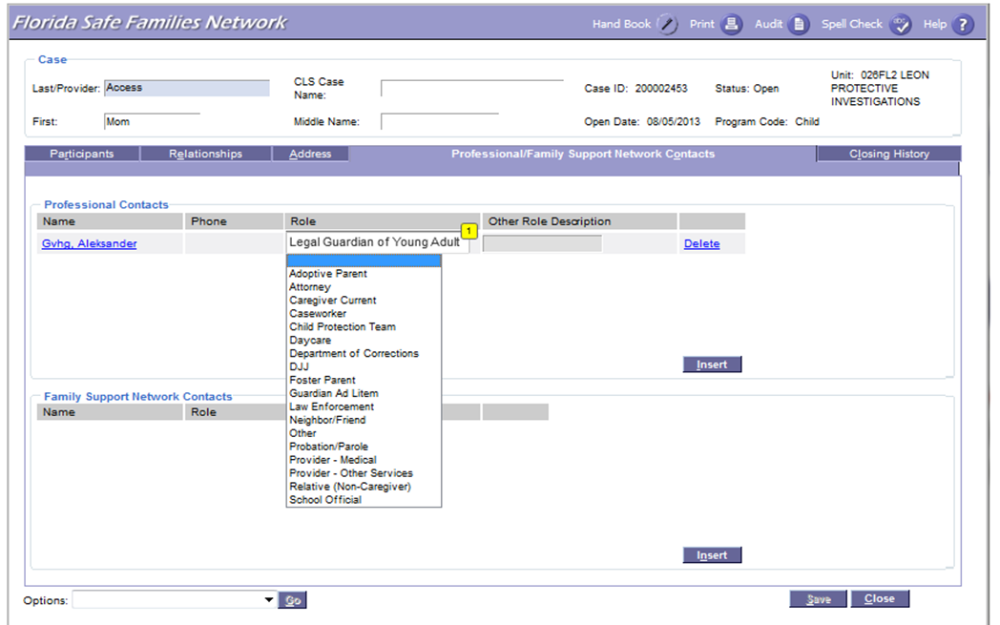 Florida Safe Families Network
Hand Book Print Audit Spell Check abc Help ?
Case
Last/Provider: Access
CLS Case Name:
Case ID: 200002453
Status: Open
Unit: 026FL2 LEON
PROTECTIVE
INVESTIGATIONS
First: Mom
Middle Name:
Open Date: 08/05/2013
Program Code: Child
Participants Relationships Address Professional/Family Support Network Contacts Closing History
Professional Contacts
Name Phone Role Other Role Description
1
Gvhg, Aleksander Legal Guardian of Young Adult Delete
Adoptive Parent
Attorney
Caregiver Current
Caseworker
Child Protection Team
Daycare
Department of Corrections
DJJ
Foster Parent
Guardian Ad Litem
Law Enforcement
Neighbor/Friend
Other
Probation/Parole
Provider - Medical
Provider - Other Services
Relative (Non-Caregiver)
School Official
Insert
Family Support Network Contacts
Name Role
Insert
Options: Go Save Close